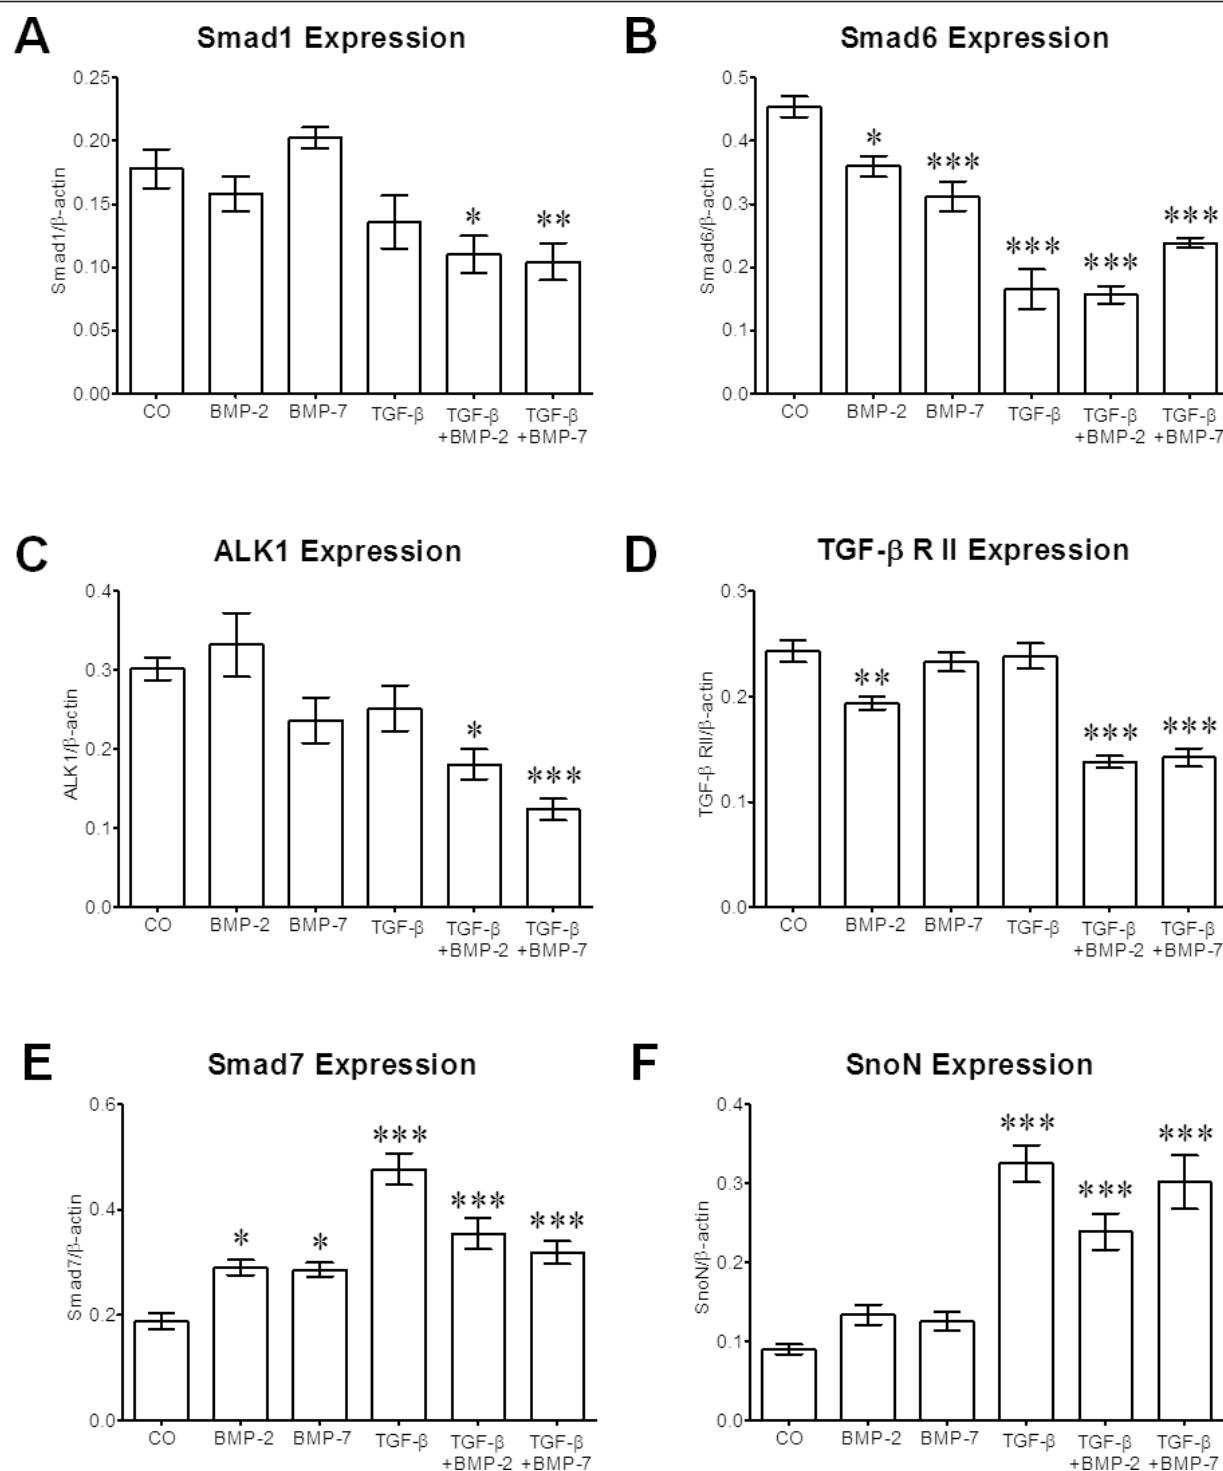 A
Smad1 Expression
Smad1/β-actin
0.25
0.20
0.15
0.10
0.05
0.00
*
**
CO
BMP-2
BMP-7
TGF-β
TGF-β
+BMP-2
TGF-β
+BMP-7
B
Smad6 Expression
Smad6/β-actin
0.5
0.4
0.3
0.2
0.1
0.0
*
***
***
***
***
CO
BMP-2
BMP-7
TGF-β
TGF-β
+BMP-2
TGF-β
+BMP-7
C
ALK1 Expression
ALK1/β-actin
0.4
0.3
0.2
0.1
0.0
*
***
CO
BMP-2
BMP-7
TGF-β
TGF-β
+BMP-2
TGF-β
+BMP-7
D
TGF-β R II Expression
TGF-β RII/β-actin
0.3
0.2
0.1
0.0
**
***
***
CO
BMP-2
BMP-7
TGF-β
TGF-β
+BMP-2
TGF-β
+BMP-7
E
Smad7 Expression
Smad7/β-actin
0.6
0.4
0.2
0.0
*
*
***
***
***
CO
BMP-2
BMP-7
TGF-β
TGF-β
+BMP-2
TGF-β
+BMP-7
F
SnoN Expression
SnoN/β-actin
0.4
0.3
0.2
0.1
0.0
***
***
***
CO
BMP-2
BMP-7
TGF-β
TGF-β
+BMP-2
TGF-β
+BMP-7